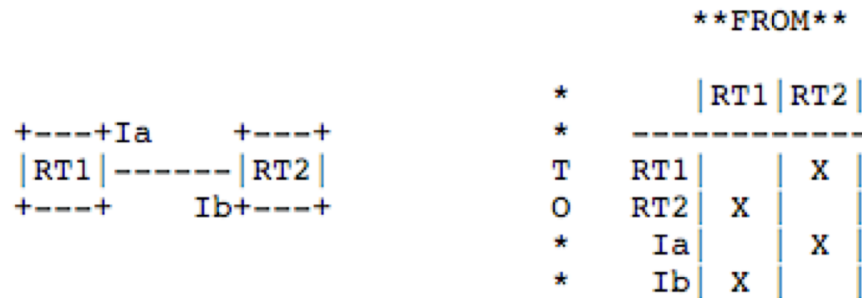 **FROM**

                                 *        |RT1|RT2|
+---+Ia     +---+                *    ------------
|RT1|------|RT2|                 T    RT1|   | X |
+---+     Ib+---+                O    RT2| X |   |
                                 *     Ia|   | X |
                                 *     Ib| X |   |